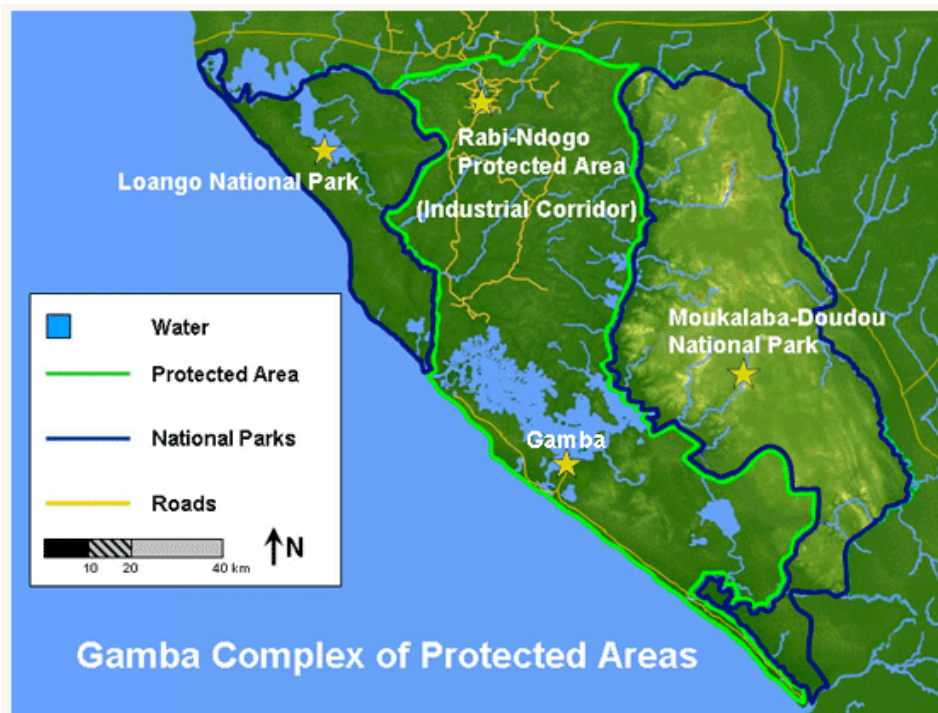 Rabi-Ndogo
Protected Area
(Industrial Corridor)
Loango National Park
Moukalaba-Doudou
National Park
Gamba
Water
Protected Area
National Parks
Roads
10 20 40 km
N
Gamba Complex of Protected Areas